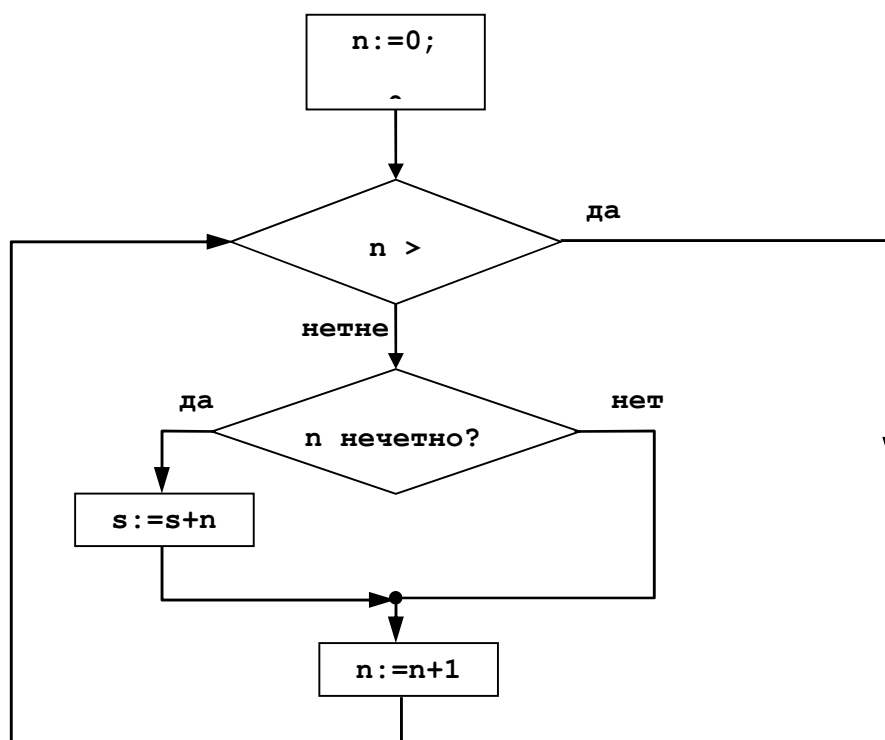 n:=0;
n >
да
нетне
да
нет
n нечетно?
s:=s+n
n:=n+1